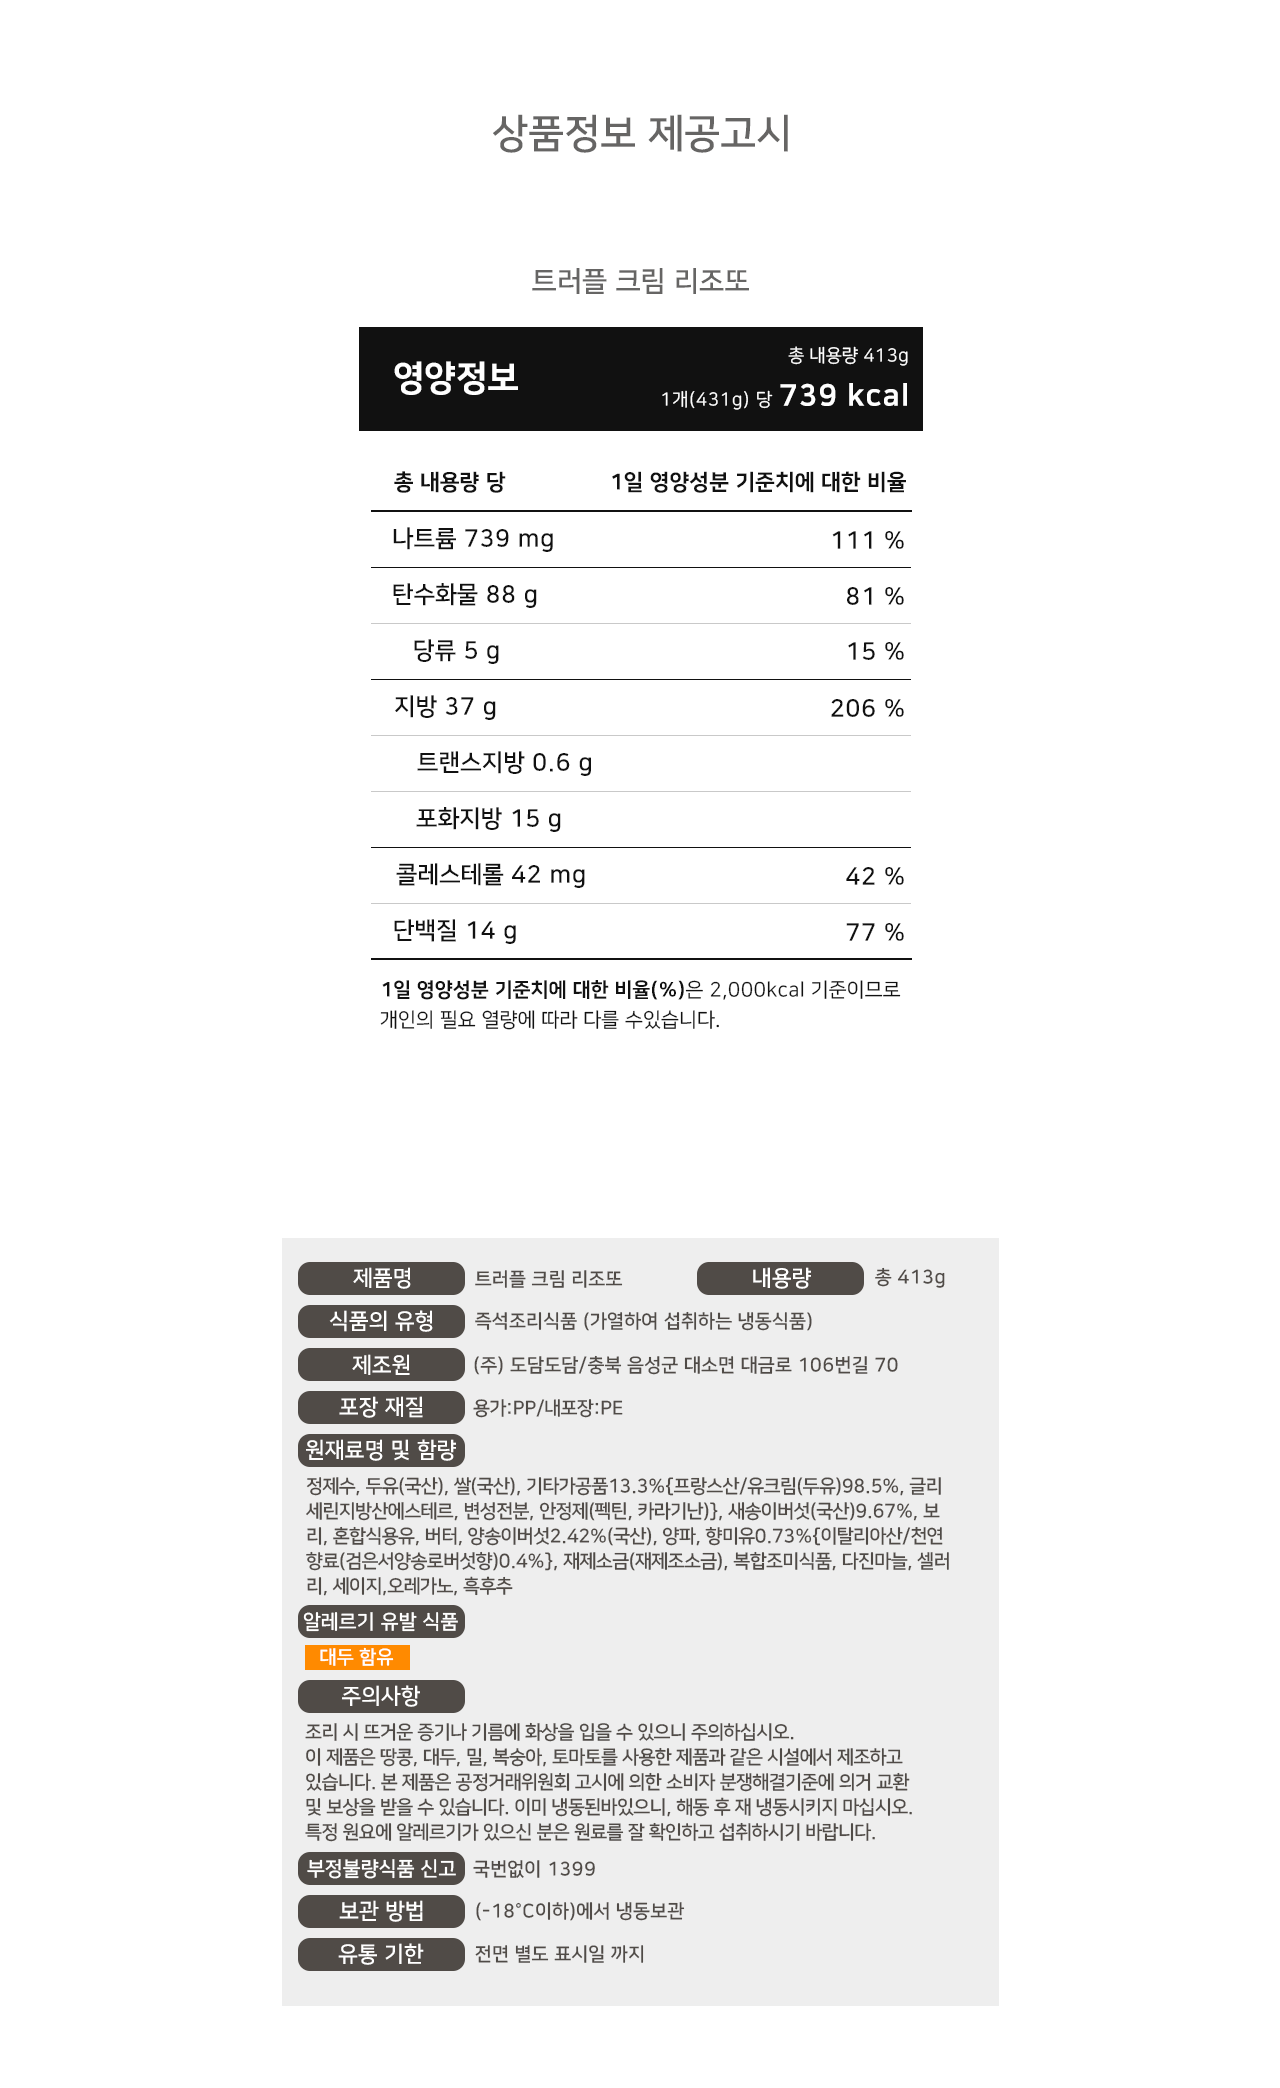 상품정보 제공고시
트러플 크림 리조또
영양정보
총 내용량 413g
1개(431g) 당 739 kcal
총 내용량 당 1일 영양성분 기준치에 대한 비율
나트륨 739 mg 111 %
탄수화물 88 g 81 %
당류 5 g 15 %
지방 37 g 206 %
트랜스지방 0.6 g
포화지방 15 g
콜레스테롤 42 mg 42 %
단백질 14 g 77 %
1일 영양성분 기준치에 대한 비율(%)은 2,000kcal 기준이므로
개인의 필요 열량에 따라 다를 수있습니다.
제품명 트러플 크림 리조또 내용량 총 413g
식품의 유형 즉석조리식품 (가열하여 섭취하는 냉동식품)
제조원 (주) 도담도담/충북 음성군 대소면 대금로 106번길 70
포장 재질 용가:PP/내포장:PE
원재료명 및 함량
정제수, 두유(국산), 쌀(국산), 기타가공품13.3%{프랑스산/유크림(두유)98.5%, 글리
세린지방산에스테르, 변성전분, 안정제(펙틴, 카라기난)}, 새송이버섯(국산)9.67%, 보
리, 혼합식용유, 버터, 양송이버섯2.42%(국산), 양파, 향미유0.73%{이탈리아산/천연
향료(검은서양송로버섯향)0.4%}, 재제소금(재제조소금), 복합조미식품, 다진마늘, 셀러
리, 세이지,오레가노, 흑후추
알레르기 유발 식품
대두 함유
주의사항
조리 시 뜨거운 증기나 기름에 화상을 입을 수 있으니 주의하십시오.
이 제품은 땅콩, 대두, 밀, 복숭아, 토마토를 사용한 제품과 같은 시설에서 제조하고
있습니다. 본 제품은 공정거래위원회 고시에 의한 소비자 분쟁해결기준에 의거 교환
및 보상을 받을 수 있습니다. 이미 냉동된바있으니, 해동 후 재 냉동시키지 마십시오.
특정 원요에 알레르기가 있으신 분은 원료를 잘 확인하고 섭취하시기 바랍니다.
부정불량식품 신고 국번없이 1399
보관 방법 (-18°C이하)에서 냉동보관
유통 기한 전면 별도 표시일 까지